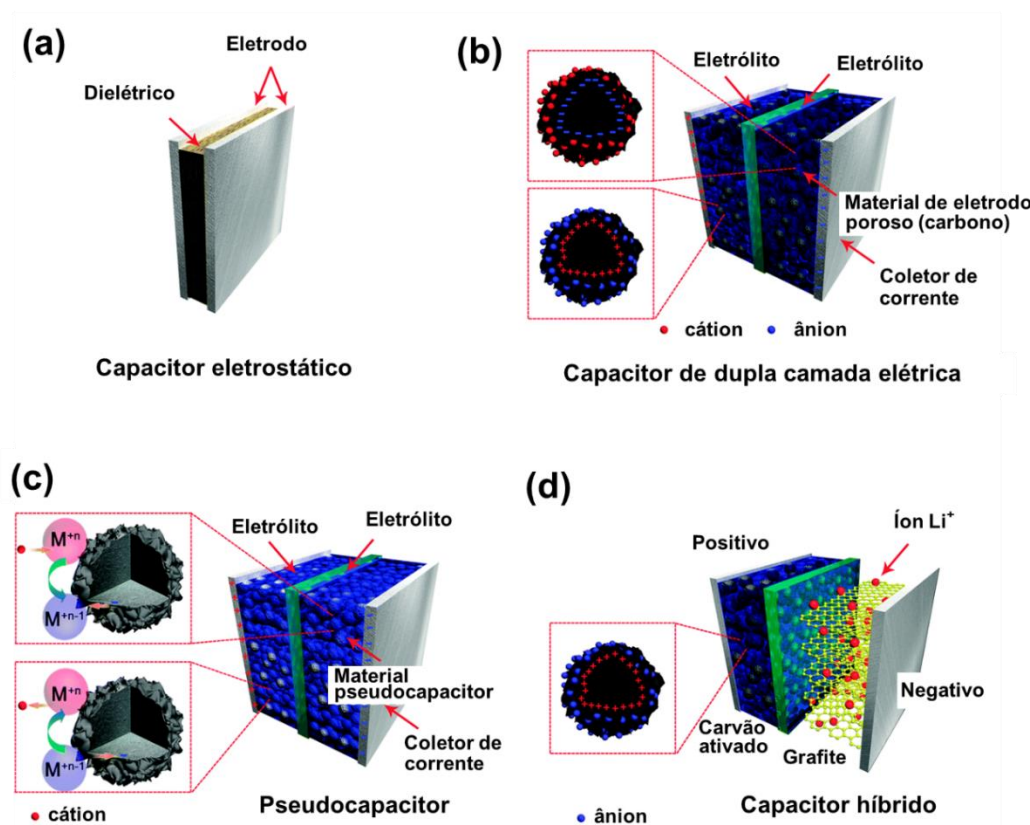 (a)
Eletrodo
Dielétrico
Capacitor eletrostático
(b)
Eletrólito
Eletrólito
Material de eletrodo
poroso (carbono)
Coletor de
corrente
cátion
ânion
Capacitor de dupla camada elétrica
(c)
M+n
M+n-1
M+n
M+n-1
Eletrólito
Eletrólito
Material
pseudocapacitor
Coletor de
corrente
cátion
Pseudocapacitor
(d)
Íon Li+
Positivo
Negativo
Carvão
ativado
Grafite
ânion
Capacitor híbrido